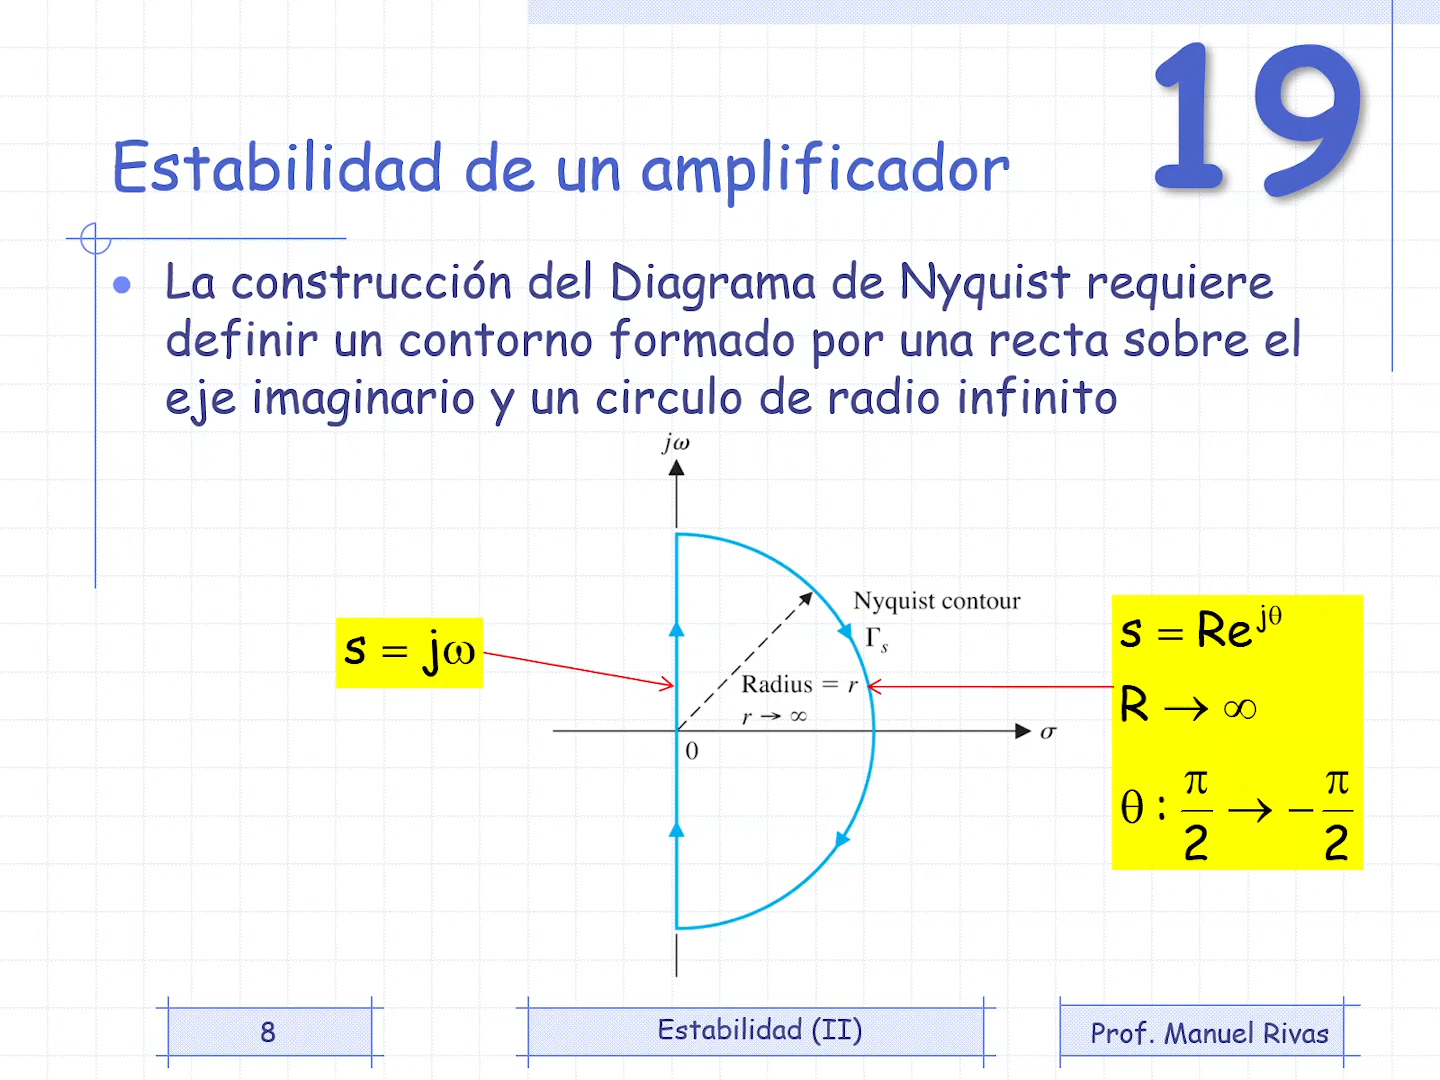 19
Estabilidad de un amplificador
La construcción del Diagrama de Nyquist requiere
definir un contorno formado por una recta sobre el
eje imaginario y un circulo de radio infinito
jω
Nyquist contour
Γs
s = jω
Radius = r
r → ∞
0
σ
s = Re^jθ
R → ∞
θ : π/2 → − π/2
8
Estabilidad (II)
Prof. Manuel Rivas